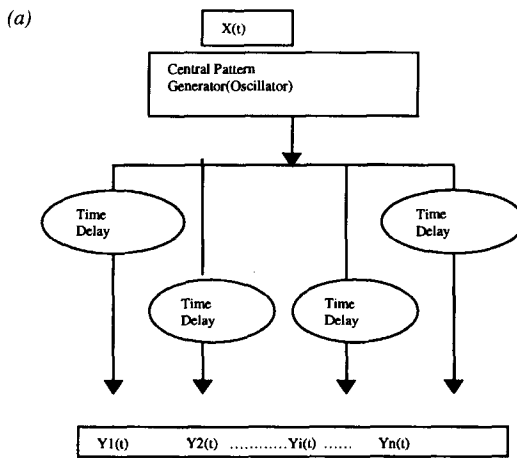 (a)
X(t)
Central Pattern
Generator(Oscillator)
Time
Delay
Time
Delay
Time
Delay
Time
Delay
Y1(t) Y2(t) ............Yi(t) ...... Yn(t)